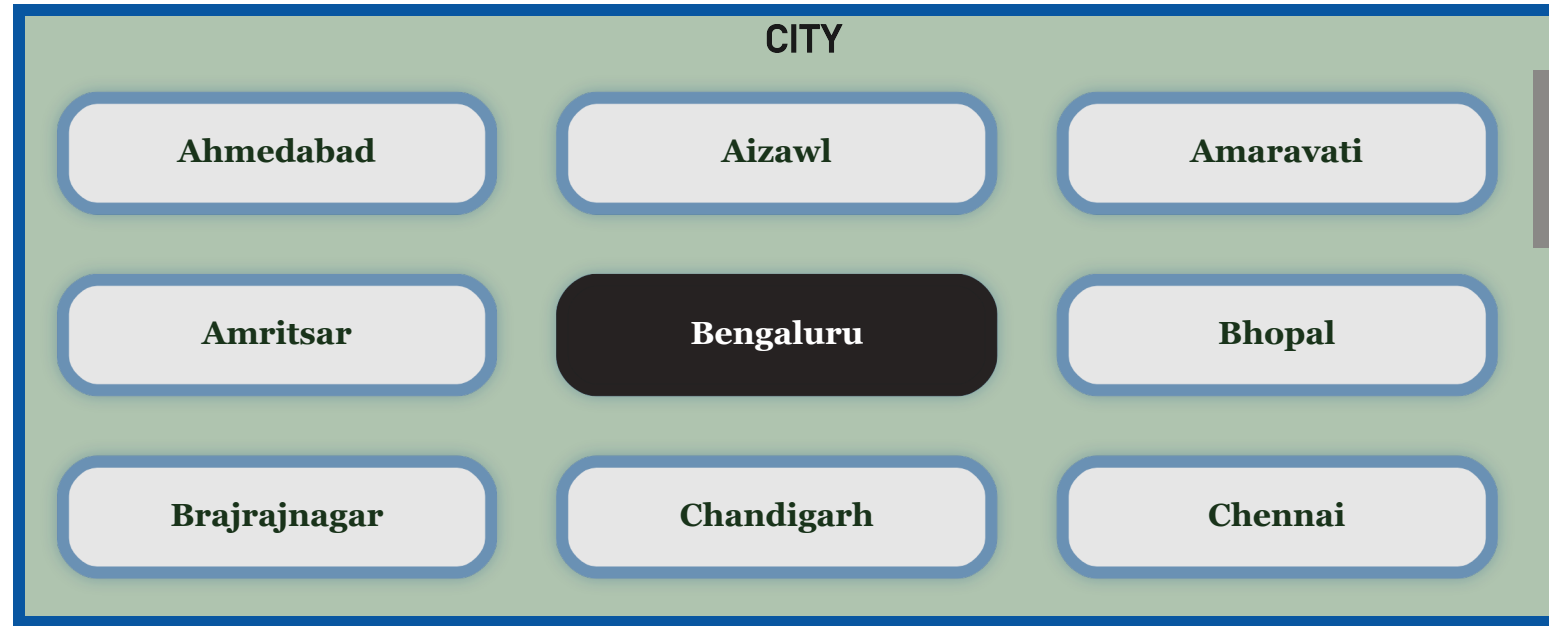 CITY
Ahmedabad
Aizawl
Amaravati
Amritsar
Bengaluru
Bhopal
Brajrajnagar
Chandigarh
Chennai